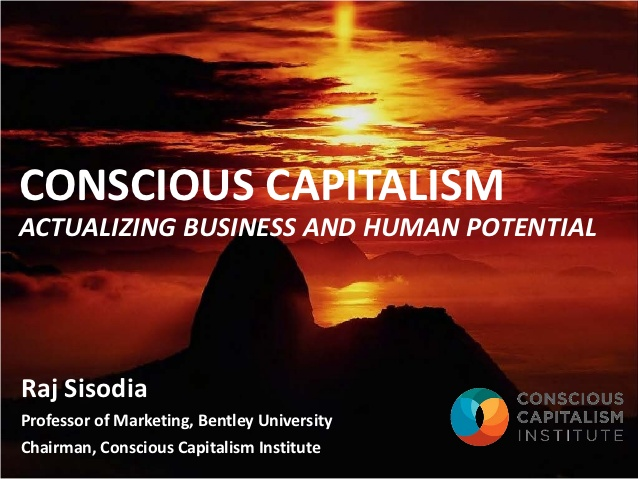 CONSCIOUS CAPITALISM
ACTUALIZING BUSINESS AND HUMAN POTENTIAL
Raj Sisodia
Professor of Marketing, Bentley University
Chairman, Conscious Capitalism Institute
CONSCIOUS
CAPITALISM
INSTITUTE